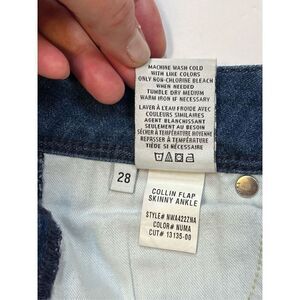 MACHINE WASH COLD
WITH LIKE COLORS
ONLY NON-CHLORINE BLEACH
WHEN NEEDED
TUMBLE DRY MEDIUM
WARM IRON IF NECESSARY
LAVER À L'EAU FROIDE AVEC
COULEURS SIMILAIRES
AGENT BLANCHISSANT
SEULEMENT AU BESOIN
SÉCHER À TEMPÉRATURE MOYENNE
REPASSER À TEMPÉRATURE
TIÈDE SI NÉCESSAIRE
28
COLLIN FLAP
SKINNY ANKLE
STYLE# NWA422ZNA
COLOR# NUMA
CUT # 13135-00